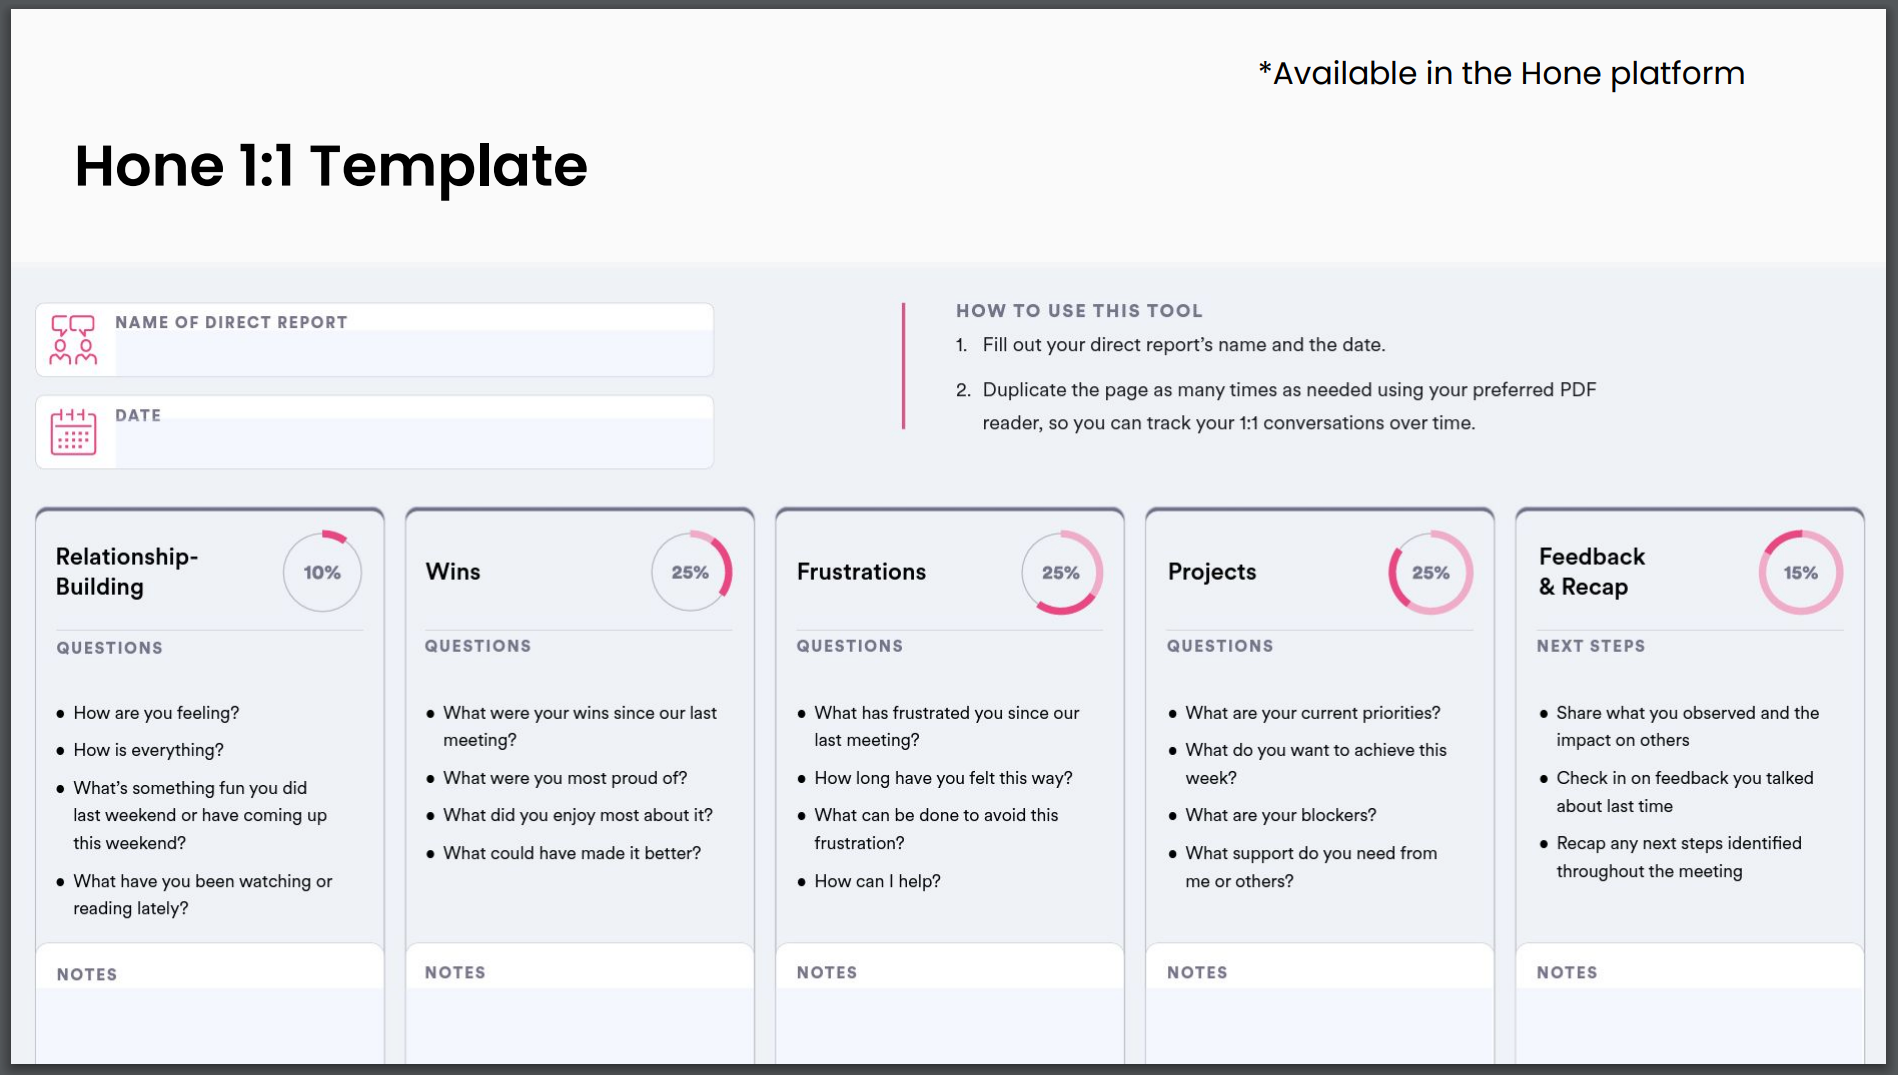 *Available in the Hone platform
Hone 1:1 Template
NAME OF DIRECT REPORT
DATE
HOW TO USE THIS TOOL
1. Fill out your direct report's name and the date.
2. Duplicate the page as many times as needed using your preferred PDF
reader, so you can track your 1:1 conversations over time.
Relationship-
Building
10%
QUESTIONS
• How are you feeling?
• How is everything?
• What's something fun you did
last weekend or have coming up
this weekend?
• What have you been watching or
reading lately?
NOTES
Wins
25%
QUESTIONS
• What were your wins since our last
meeting?
• What were you most proud of?
• What did you enjoy most about it?
• What could have made it better?
NOTES
Frustrations
25%
QUESTIONS
• What has frustrated you since our
last meeting?
• How long have you felt this way?
• What can be done to avoid this
frustration?
• How can I help?
NOTES
Projects
25%
QUESTIONS
• What are your current priorities?
• What do you want to achieve this
week?
• What are your blockers?
• What support do you need from
me or others?
NOTES
Feedback
& Recap
15%
NEXT STEPS
• Share what you observed and the
impact on others
• Check in on feedback you talked
about last time
• Recap any next steps identified
throughout the meeting
NOTES